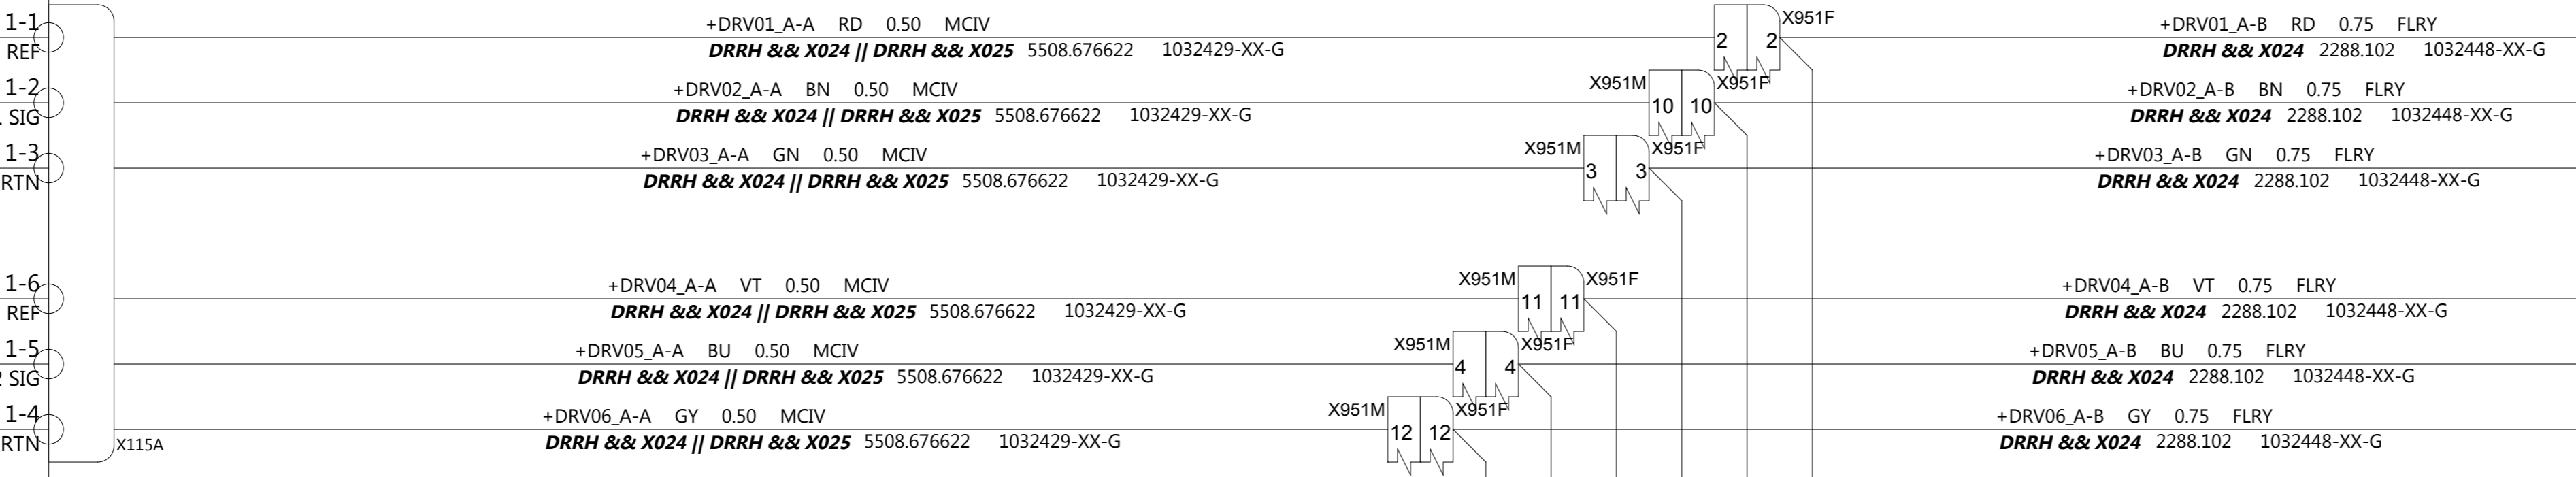 1-1 +DRV01_A-A RD 0.50 MCIV X951F +DRV01_A-B RD 0.75 FLRY
REF DRRH && X024 || DRRH && X025 5508.676622 1032429-XX-G 2 2 DRRH && X024 2288.102 1032448-XX-G
1-2 +DRV02_A-A BN 0.50 MCIV X951M X951F +DRV02_A-B BN 0.75 FLRY
SIG DRRH && X024 || DRRH && X025 5508.676622 1032429-XX-G 10 10 DRRH && X024 2288.102 1032448-XX-G
1-3 +DRV03_A-A GN 0.50 MCIV X951M X951F +DRV03_A-B GN 0.75 FLRY
RTN DRRH && X024 || DRRH && X025 5508.676622 1032429-XX-G 3 3 DRRH && X024 2288.102 1032448-XX-G
1-6 +DRV04_A-A VT 0.50 MCIV X951M X951F +DRV04_A-B VT 0.75 FLRY
REF DRRH && X024 || DRRH && X025 5508.676622 1032429-XX-G 11 11 DRRH && X024 2288.102 1032448-XX-G
1-5 +DRV05_A-A BU 0.50 MCIV X951M X951F +DRV05_A-B BU 0.75 FLRY
2 SIG DRRH && X024 || DRRH && X025 5508.676622 1032429-XX-G 4 4 DRRH && X024 2288.102 1032448-XX-G
1-4 +DRV06_A-A GY 0.50 MCIV X951M X951F +DRV06_A-B GY 0.75 FLRY
RTN X115A DRRH && X024 || DRRH && X025 5508.676622 1032429-XX-G 12 12 DRRH && X024 2288.102 1032448-XX-G